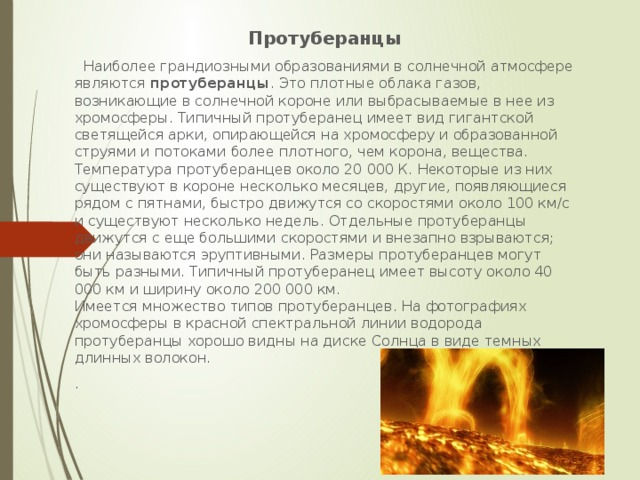 Протуберанцы
Наиболее грандиозными образованиями в солнечной атмосфере
являются протуберанцы. Это плотные облака газов,
возникающие в солнечной короне или выбрасываемые в нее из
хромосферы. Типичный протуберанец имеет вид гигантской
светящейся арки, опирающейся на хромосферу и образованной
струями и потоками более плотного, чем корона, вещества.
Температура протуберанцев около 20 000 К. Некоторые из них
существуют в короне несколько месяцев, другие, появляющиеся
рядом с пятнами, быстро движутся со скоростями около 100 км/с
и существуют несколько недель. Отдельные протуберанцы
движутся с еще большими скоростями и внезапно взрываются;
они называются эруптивными. Размеры протуберанцев могут
быть разными. Типичный протуберанец имеет высоту около 40
000 км и ширину около 200 000 км.
Имеется множество типов протуберанцев. На фотографиях
хромосферы в красной спектральной линии водорода
протуберанцы хорошо видны на диске Солнца в виде темных
длинных волокон.
.